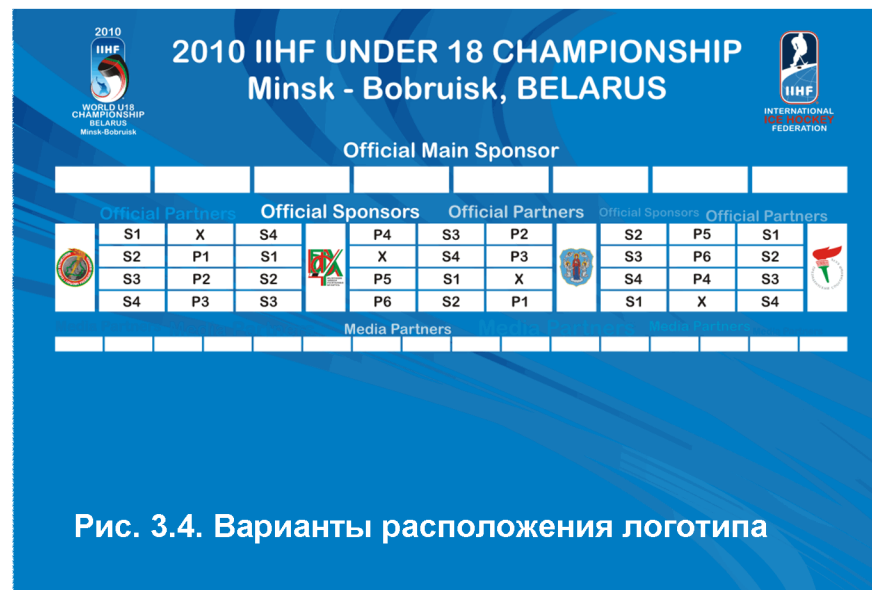 2010
IIHF
WORLD U18
CHAMPIONSHIP
BELARUS
Minsk-Bobruisk
2010 IIHF UNDER 18 CHAMPIONSHIP
Minsk - Bobruisk, BELARUS
IIHF
INTERNATIONAL
ICE HOCKEY
FEDERATION
Official Main Sponsor
Official Partners Official Sponsors Official Partners Official Sponsors Official Partners
S1 X S4 P4 S3 P2 S2 P5 S1
S2 P1 S1 X S4 P3 S3 P6 S2
S3 P2 S2 P5 S1 X S4 P4 S3
S4 P3 S3 P6 S2 P1 S1 X S4
Media Partners Media Partners Media Partners
Рис. 3.4. Варианты расположения логотипа